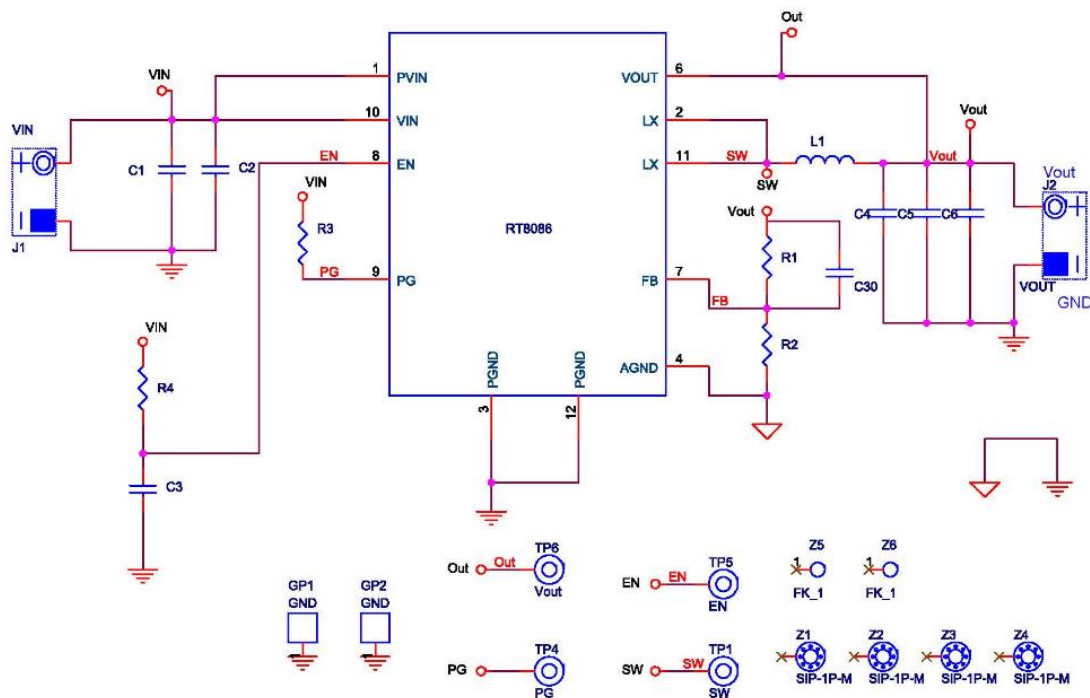 Out
VIN
1 PVIN VOUT 6
Vout
VIN
10 VIN LX 2
L1
EN 8 EN LX 11 SW Vout
Vout
J2
C1 C2
VIN
SW
J1
R3
RT8086
Vout
C4 C5 C6
R1
PG 9 PG FB 7 FB
C30
VOUT
GND
VIN
R2
R4
PGND PGND
AGND 4
3 12
C3
TP6
Out Out
Vout
TP5
EN EN
EN
Z5 Z6
1 1
FK_1 FK_1
GP1 GP2
GND GND
1 1
TP4
PG
PG
TP1
SW SW
SW
Z1 Z2 Z3 Z4
SIP-1P-M SIP-1P-M SIP-1P-M SIP-1P-M